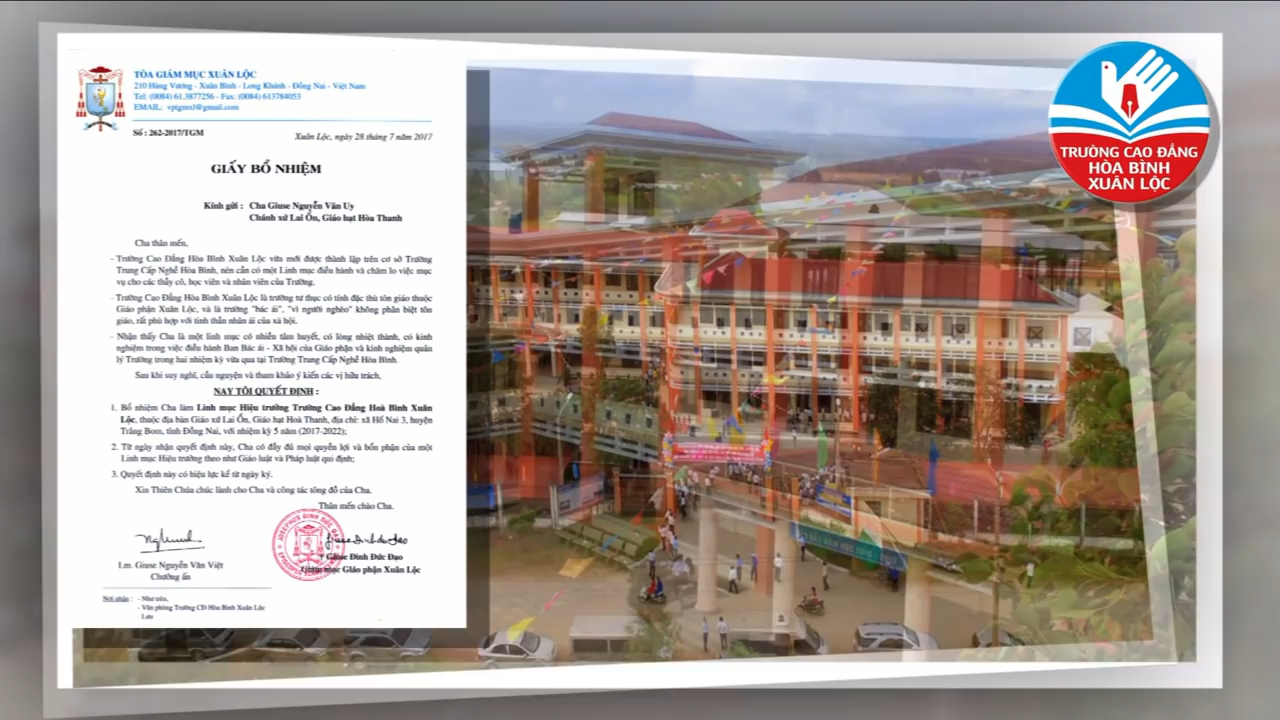 TÒA GIÁM MỤC XUÂN LỘC
210 Hùng Vương - Xuân Bình - Long Khánh - Đồng Nai - Việt Nam
Tel: (0084) 61.3877256 - Fax: (0084) 613784053
EMAIL: vptgmxl@gmail.com
Số : 262-2017/TGM
Xuân Lộc, ngày 28 tháng 7 năm 2017
GIẤY BỔ NHIỆM
Kính gửi : Cha Giuse Nguyễn Văn Uy
Chánh xứ Lai Ổn, Giáo hạt Hòa Thanh
Cha thân mến,
- Trường Cao Đẳng Hòa Bình Xuân Lộc vừa mới được thành lập trên cơ sở Trường
Trung Cấp Nghề Hòa Bình, nên cần có một Linh mục điều hành và chăm lo việc mục
vụ cho các thầy cô, học viên và nhân viên của Trường.
- Trường Cao Đẳng Hòa Bình Xuân Lộc là trường tư thục có tính đặc thù tôn giáo thuộc
Giáo phận Xuân Lộc, và là trường "bác ái", "vì người nghèo" không phân biệt tôn
giáo, rất phù hợp với tinh thần nhân ái của xã hội.
- Nhận thấy Cha là một linh mục có nhiều tâm huyết, có lòng nhiệt thành, có kinh
nghiệm trong việc điều hành Ban Bác ái - Xã hội của Giáo phận và kinh nghiệm quản
lý Trường trong hai nhiệm kỳ vừa qua tại Trường Trung Cấp Nghề Hòa Bình.
Sau khi suy nghĩ, cầu nguyện và tham khảo ý kiến các vị hữu trách,
NAY TÔI QUYẾT ĐỊNH :
1. Bổ nhiệm Cha làm Linh mục Hiệu trưởng Trường Cao Đẳng Hoà Bình Xuân
Lộc, thuộc địa bàn Giáo xứ Lai Ổn, Giáo hạt Hoà Thanh, địa chỉ: xã Hố Nai 3, huyện
Trảng Bom, tỉnh Đồng Nai, với nhiệm kỳ 5 năm (2017-2022);
2. Từ ngày nhận quyết định này, Cha có đầy đủ mọi quyền lợi và bổn phận của một
Linh mục Hiệu trưởng theo như Giáo luật và Pháp luật qui định;
3. Quyết định này có hiệu lực kể từ ngày ký.
Xin Thiên Chúa chúc lành cho Cha và công tác tông đồ của Cha.
Thân mến chào Cha.
Lm. Giuse Nguyễn Văn Việt
Chưởng ấn
† Giuse Đinh Đức Đạo
Giám mục Giáo phận Xuân Lộc
Nơi nhận : - Như trên,
- Văn phòng Trường CĐ Hòa Bình Xuân Lộc
- Lưu
TRƯỜNG CAO ĐẲNG
HÒA BÌNH
XUÂN LỘC